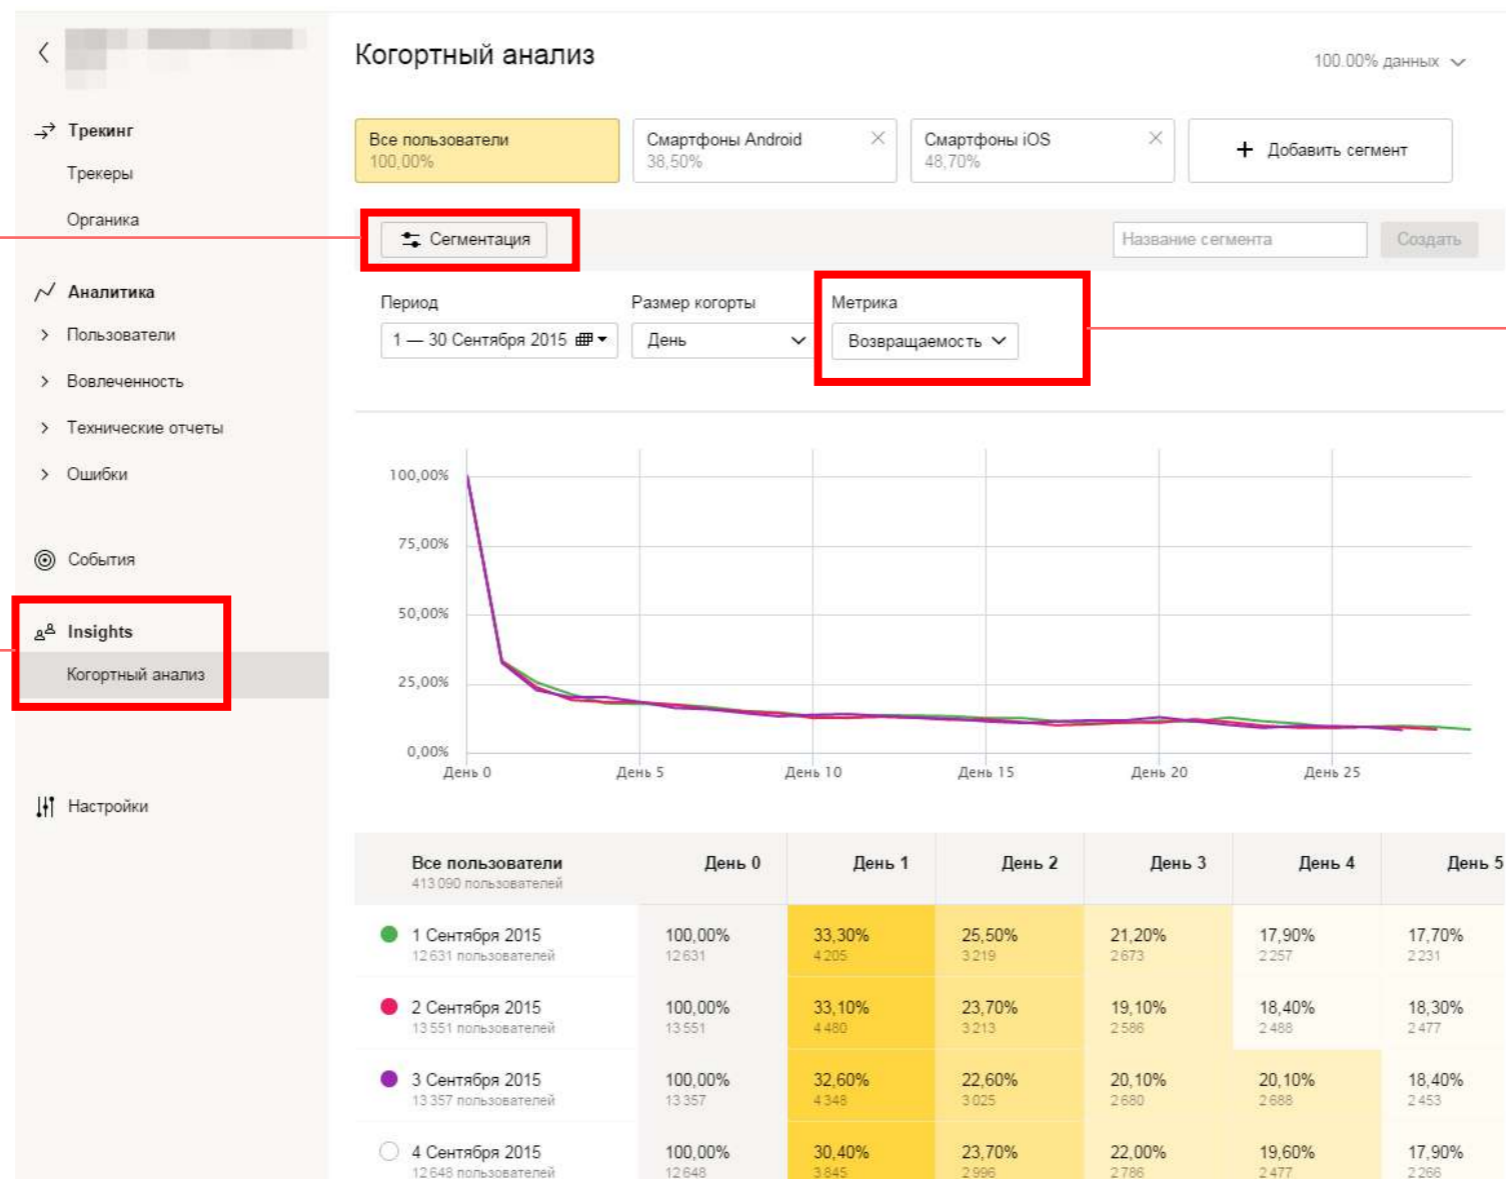 Когортный анализ
100.00% данных
Трекинг
Трекеры
Органика
Аналитика
Пользователи
Вовлеченность
Технические отчеты
Ошибки
События
Insights
Когортный анализ
Настройки
Все пользователи
100,00%
Смартфоны Android
38,50%
Смартфоны iOS
48,70%
+ Добавить сегмент
Сегментация
Название сегмента
Создать
Период
1 — 30 Сентября 2015
Размер когорты
День
Метрика
Возвращаемость
100,00%
75,00%
50,00%
25,00%
0,00%
День 0 День 5 День 10 День 15 День 20 День 25
Все пользователи День 0 День 1 День 2 День 3 День 4 День 5
413 090 пользователей
1 Сентября 2015 100,00% 33,30% 25,50% 21,20% 17,90% 17,70%
12 631 пользователей 12 631 4 205 3 219 2 673 2 257 2 231
2 Сентября 2015 100,00% 33,10% 23,70% 19,10% 18,40% 18,30%
13 551 пользователей 13 551 4 480 3 213 2 586 2 488 2 477
3 Сентября 2015 100,00% 32,60% 22,60% 20,10% 20,10% 18,40%
13 357 пользователей 13 357 4 348 3 025 2 680 2 688 2 453
4 Сентября 2015 100,00% 30,40% 23,70% 22,00% 19,60% 17,90%
12 648 пользователей 12 648 3 845 2 996 2 786 2 477 2 266